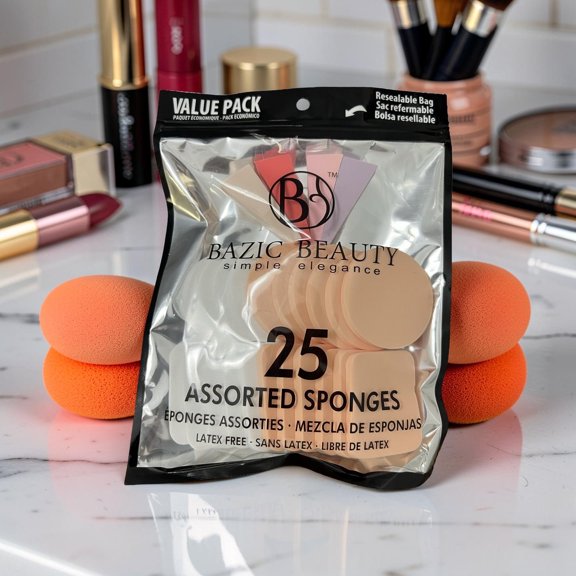 VALUE PACK
PAQUET ÉCONOMIQUE • PACK ECONÓMICO
Resealable Bag
Sac refermable
Bolsa resellable
B
TM
BAZIC BEAUTY
simple elegance
25
ASSORTED SPONGES
ÉPONGES ASSORTIES • MEZCLA DE ESPONJAS
LATEX FREE • SANS LATEX • LIBRE DE LATEX